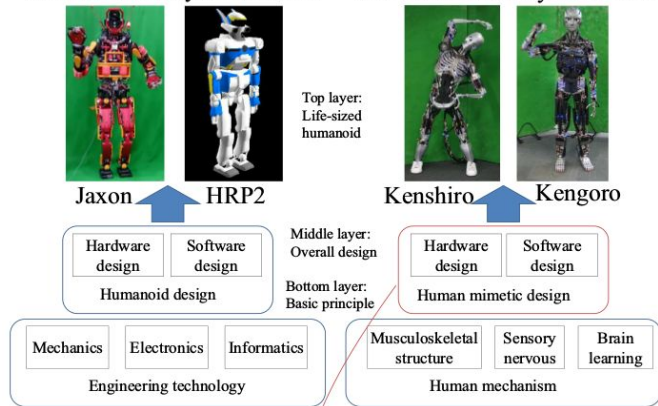 Top layer:
Life-sized
humanoid
Jaxon
HRP2
Kenshiro
Kengoro
Middle layer:
Overall design
Hardware
design
Software
design
Humanoid design
Hardware
design
Software
design
Human mimetic design
Bottom layer:
Basic principle
Mechanics
Electronics
Informatics
Engineering technology
Musculoskeletal
structure
Sensory
nervous
Brain
learning
Human mechanism